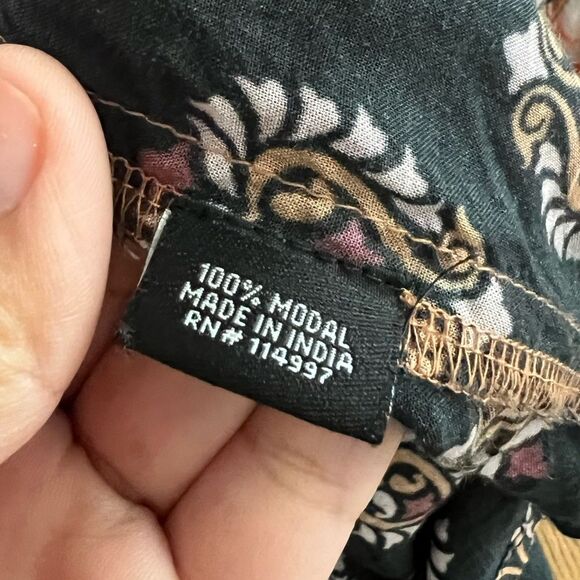 100% MODAL
MADE IN INDIA
RN# 114997